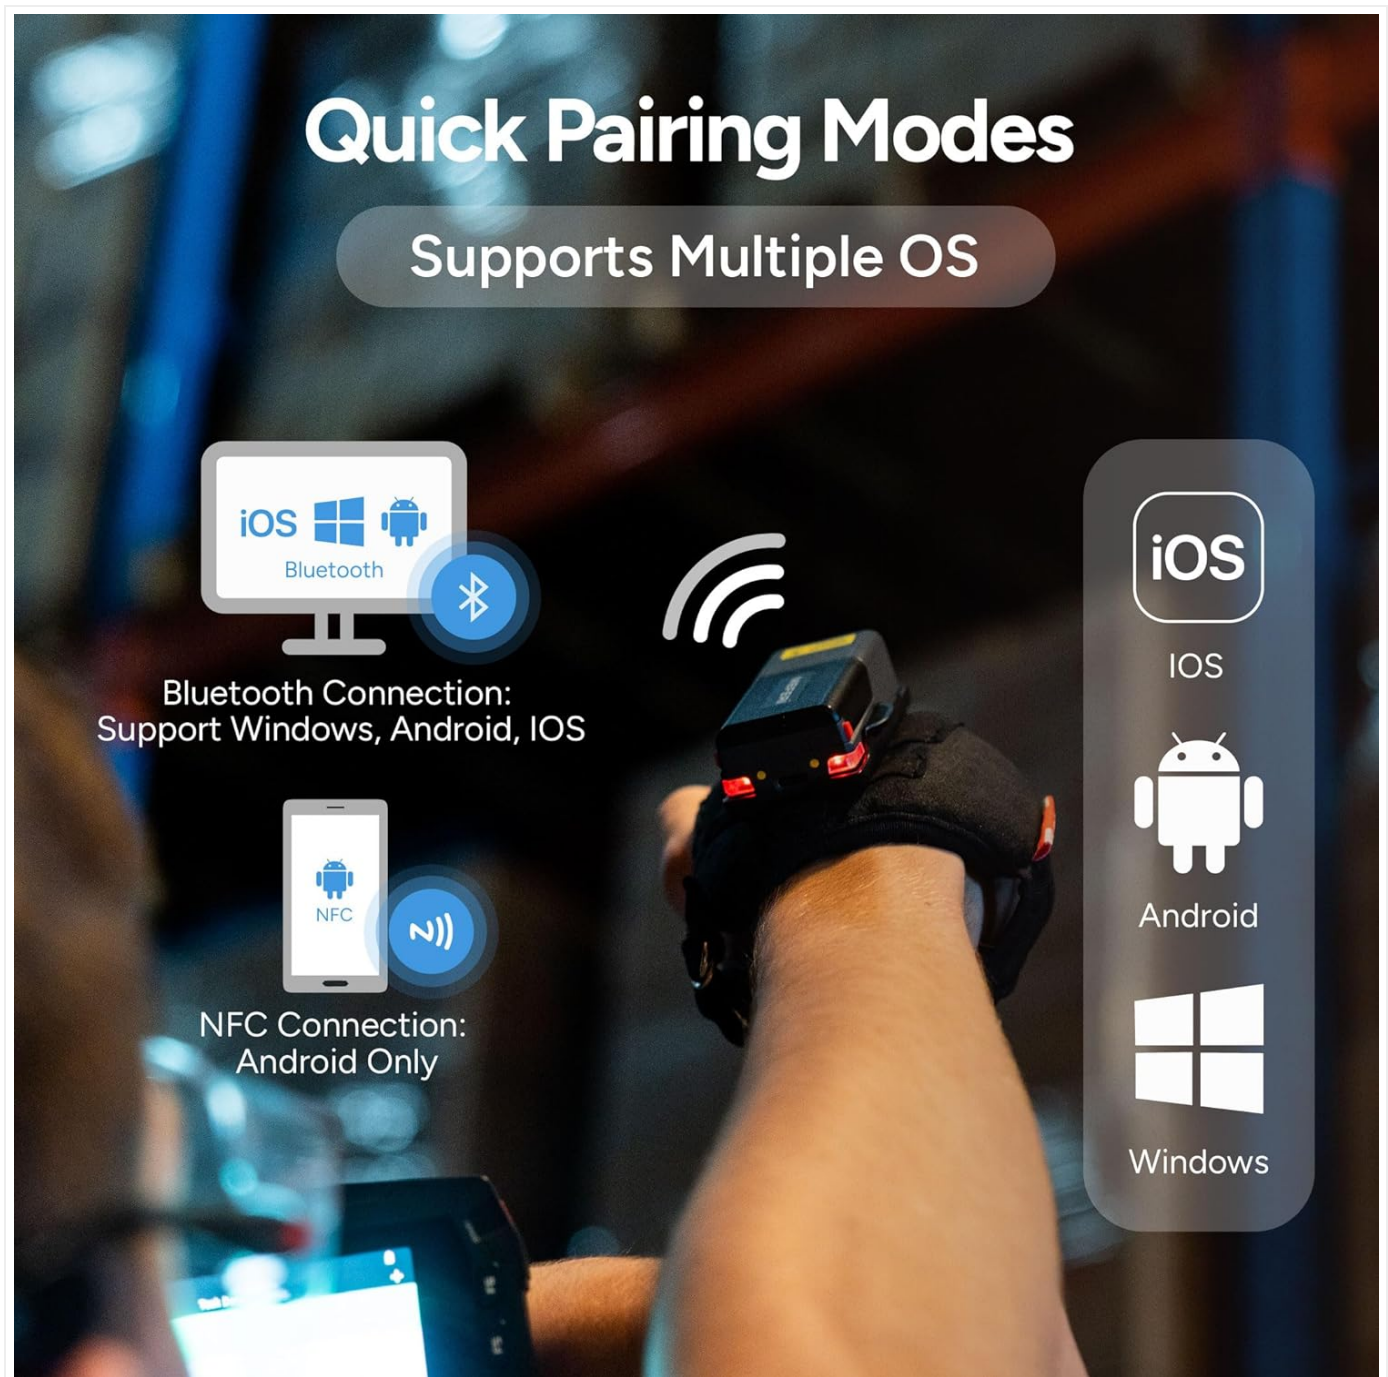 Quick Pairing Modes
Supports Multiple OS
iOS
Bluetooth
Bluetooth Connection:
Support Windows, Android, IOS
NFC
NFC Connection:
Android Only
iOS
IOS
Android
Windows